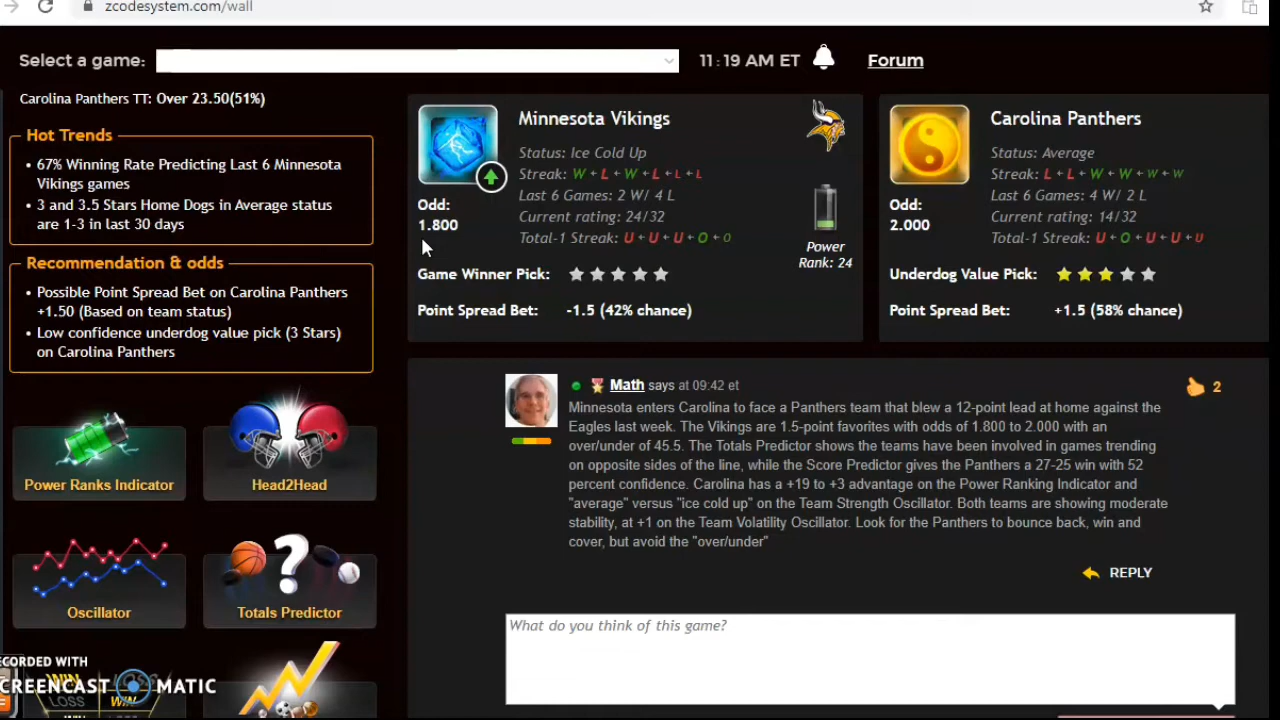 zcodesystem.com/wall
Select a game:
11:19 AM ET
Forum
Carolina Panthers TT: Over 23.50(51%)
Hot Trends
• 67% Winning Rate Predicting Last 6 Minnesota
Vikings games
• 3 and 3.5 Stars Home Dogs in Average status
are 1-3 in last 30 days
Recommendation & odds
• Possible Point Spread Bet on Carolina Panthers
+1.50 (Based on team status)
• Low confidence underdog value pick (3 Stars)
on Carolina Panthers
Power Ranks Indicator
Head2Head
Oscillator
Totals Predictor
Minnesota Vikings
Status: Ice Cold Up
Streak: W + L + W + L + L + L
Last 6 Games: 2 W/ 4 L
Current rating: 24/32
Total-1 Streak: U + U + U + O + O
Odd:
1.800
Power
Rank: 24
Game Winner Pick:
Point Spread Bet: -1.5 (42% chance)
Carolina Panthers
Status: Average
Streak: L + L + W + W + W + W
Last 6 Games: 4 W/ 2 L
Current rating: 14/32
Total-1 Streak: U + O + U + U + U
Odd:
2.000
Underdog Value Pick:
Point Spread Bet: +1.5 (58% chance)
Math says at 09:42 et
2
Minnesota enters Carolina to face a Panthers team that blew a 12-point lead at home against the
Eagles last week. The Vikings are 1.5-point favorites with odds of 1.800 to 2.000 with an
over/under of 45.5. The Totals Predictor shows the teams have been involved in games trending
on opposite sides of the line, while the Score Predictor gives the Panthers a 27-25 win with 52
percent confidence. Carolina has a +19 to +3 advantage on the Power Ranking Indicator and
"average" versus "ice cold up" on the Team Strength Oscillator. Both teams are showing moderate
stability, at +1 on the Team Volatility Oscillator. Look for the Panthers to bounce back, win and
cover, but avoid the "over/under"
REPLY
What do you think of this game?
ECORDED WITH
CREENCAST MATIC
WIN LOSS
LOSS WIN